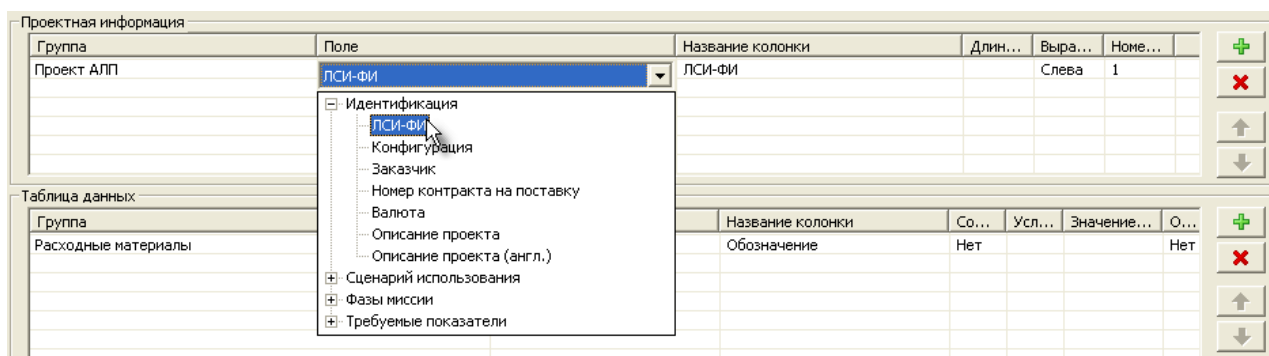 Проектная информация
Группа Поле Название колонки Длин... Выра... Номе...
Проект АЛП ЛСИ-ФИ ЛСИ-ФИ Слева 1
Идентификация
ЛСИ-ФИ
Конфигурация
Заказчик
Номер контракта на поставку
Валюта
Описание проекта
Описание проекта (англ.)
Сценарий использования
Фазы миссии
Требуемые показатели
Таблица данных
Группа Название колонки Со... Усл... Значение... О...
Расходные материалы Обозначение Нет Нет